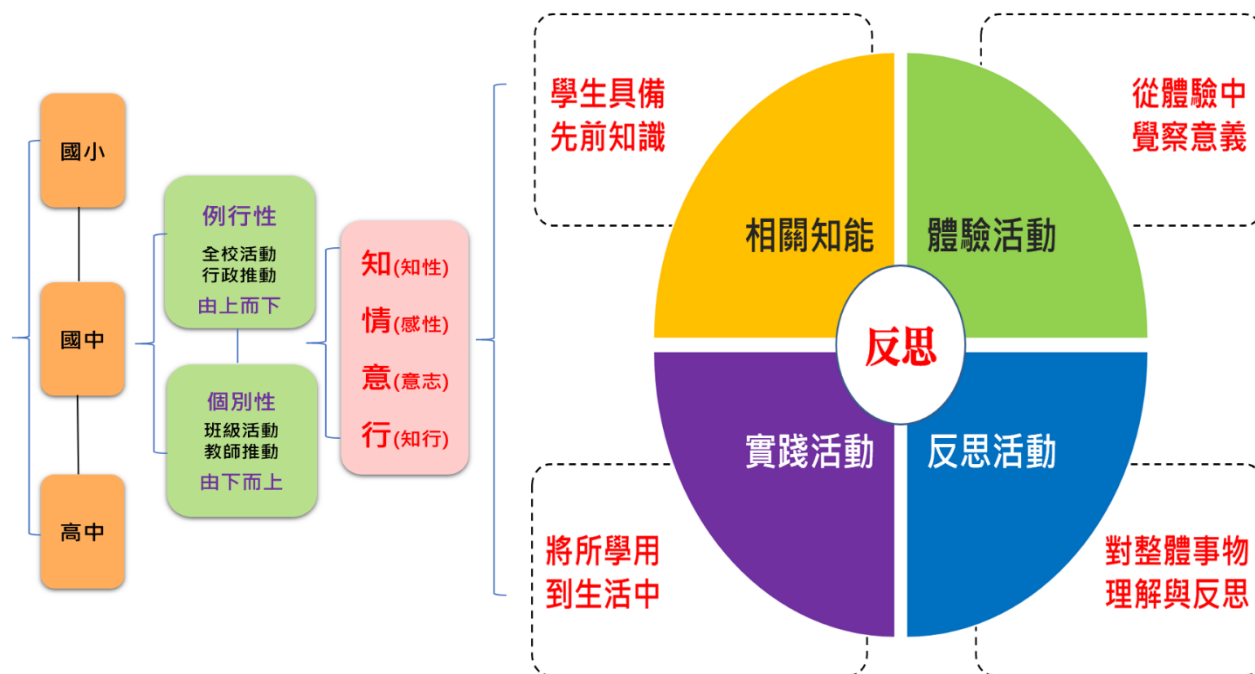 國小
國中
高中
例行性
全校活動
行政推動
由上而下
個別性
班級活動
教師推動
由下而上
知(知性)
情(感性)
意(意志)
行(知行)
學生具備
先前知識
從體驗中
覺察意義
相關知能
體驗活動
反思
實踐活動
反思活動
將所學用
到生活中
對整體事物
理解與反思